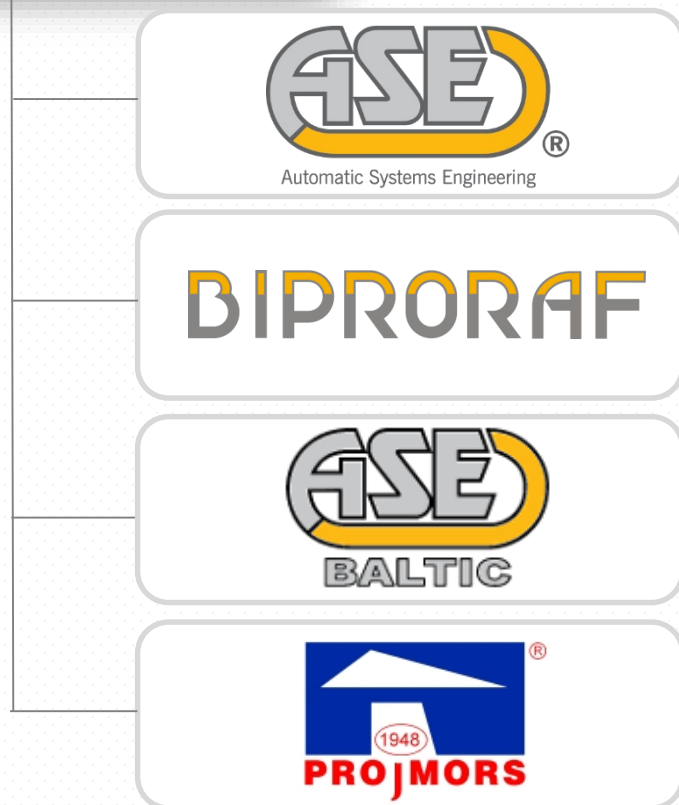 ASE
®
Automatic Systems Engineering
BIPRORAF
ASE
BALTIC
®
1948
PROJMORS